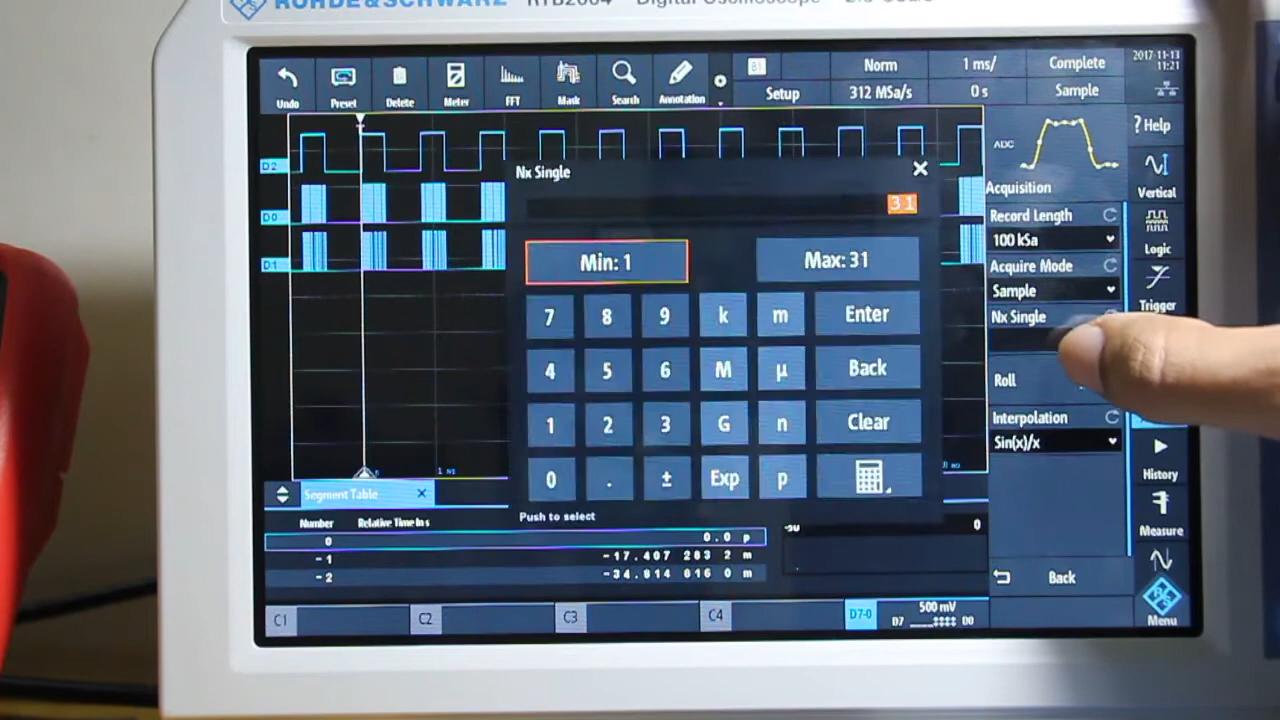 ROHDE&SCHWARZ RTB2004 Digital Oscilloscope
Undo Preset Delete Meter FFT Mask Search Annotation
B1 Norm 1 ms/ Complete
Setup 312 MSa/s 0 s Sample
2017-11-13
11:21
Help
Vertical
Logic
Trigger
History
Measure
Menu
ADC
Acquisition
Record Length
100 kSa
Acquire Mode
Sample
Nx Single
Roll
Interpolation
Sin(x)/x
Back
D2
D0
D1
Nx Single
31
Min: 1 Max: 31
7 8 9 k m Enter
4 5 6 M µ Back
1 2 3 G n Clear
0 . ± Exp p
Push to select
Segment Table
Number Relative Time In s
0 0.0 p
-1 -17.407 283 2 m
-2 -34.814 616 0 m
0
C1 C2 C3 C4 D7-0 500 mV
D7 D0